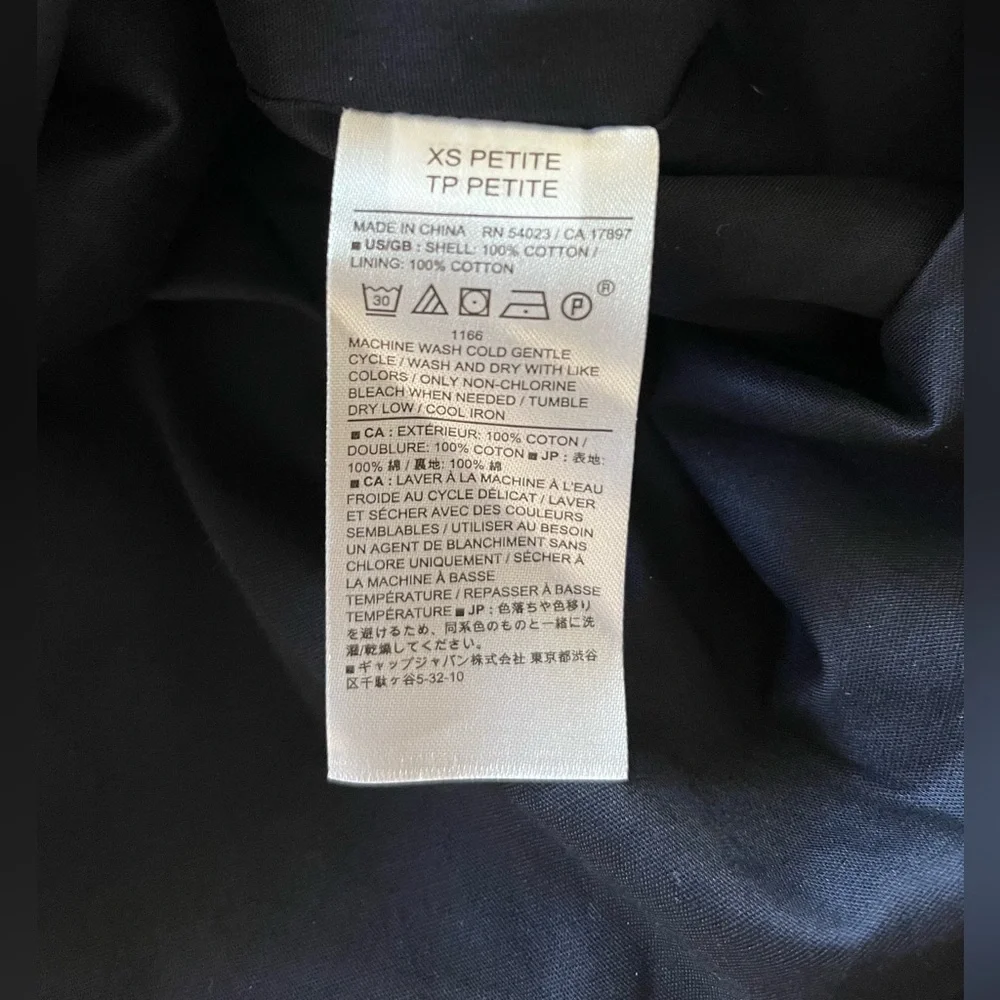 XS PETITE
TP PETITE
MADE IN CHINA RN 54023 / CA 17897
■ US/GB : SHELL: 100% COTTON /
LINING: 100% COTTON
30 P ®
1166
MACHINE WASH COLD GENTLE
CYCLE / WASH AND DRY WITH LIKE
COLORS / ONLY NON-CHLORINE
BLEACH WHEN NEEDED / TUMBLE
DRY LOW / COOL IRON
■ CA : EXTÉRIEUR: 100% COTON /
DOUBLURE: 100% COTON ■ JP : 表地:
100% 綿 / 裏地: 100% 綿
■ CA : LAVER À LA MACHINE À L'EAU
FROIDE AU CYCLE DÉLICAT / LAVER
ET SÉCHER AVEC DES COULEURS
SEMBLABLES / UTILISER AU BESOIN
UN AGENT DE BLANCHIMENT SANS
CHLORE UNIQUEMENT / SÉCHER À
LA MACHINE À BASSE
TEMPÉRATURE / REPASSER À BASSE
TEMPÉRATURE ■ JP : 色落ちや色移り
を避けるため、同系色のものと一緒に洗
濯/乾燥してください。
■ ギャップジャパン株式会社 東京都渋谷
区千駄ヶ谷5-32-10